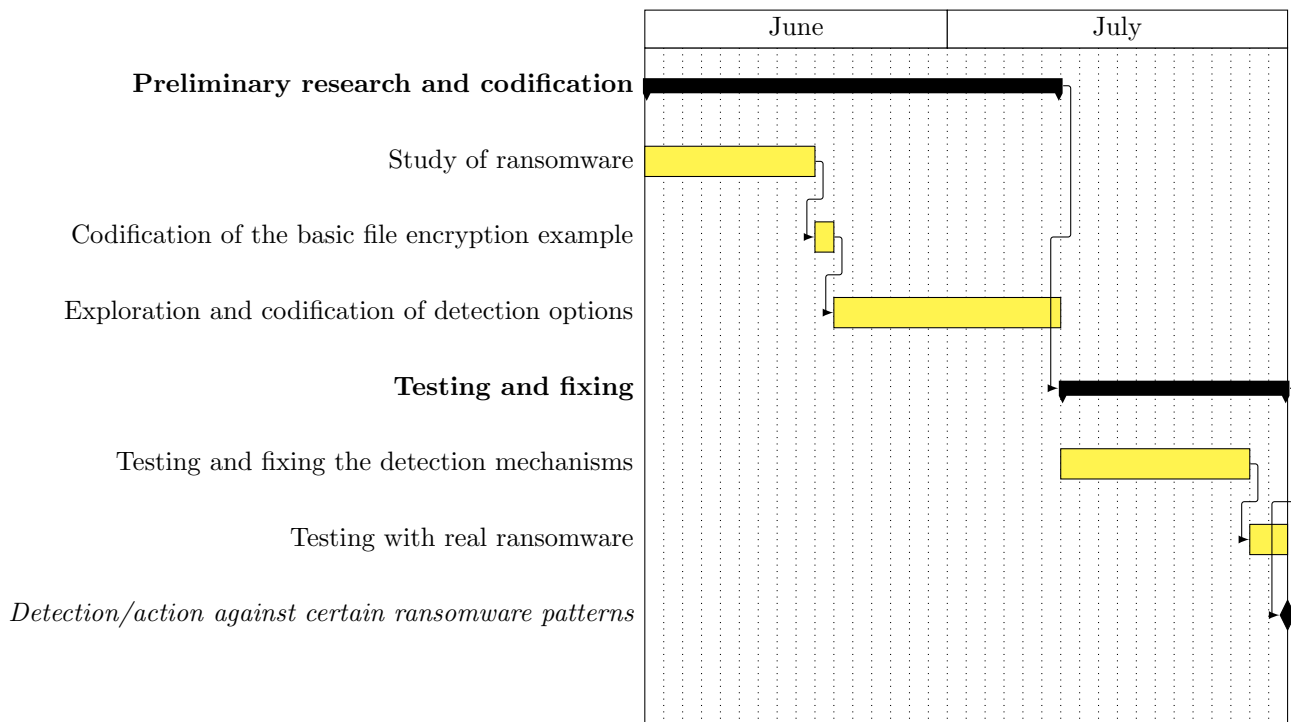 June July
Preliminary research and codification
Study of ransomware
Codification of the basic file encryption example
Exploration and codification of detection options
Testing and fixing
Testing and fixing the detection mechanisms
Testing with real ransomware
Detection/action against certain ransomware patterns